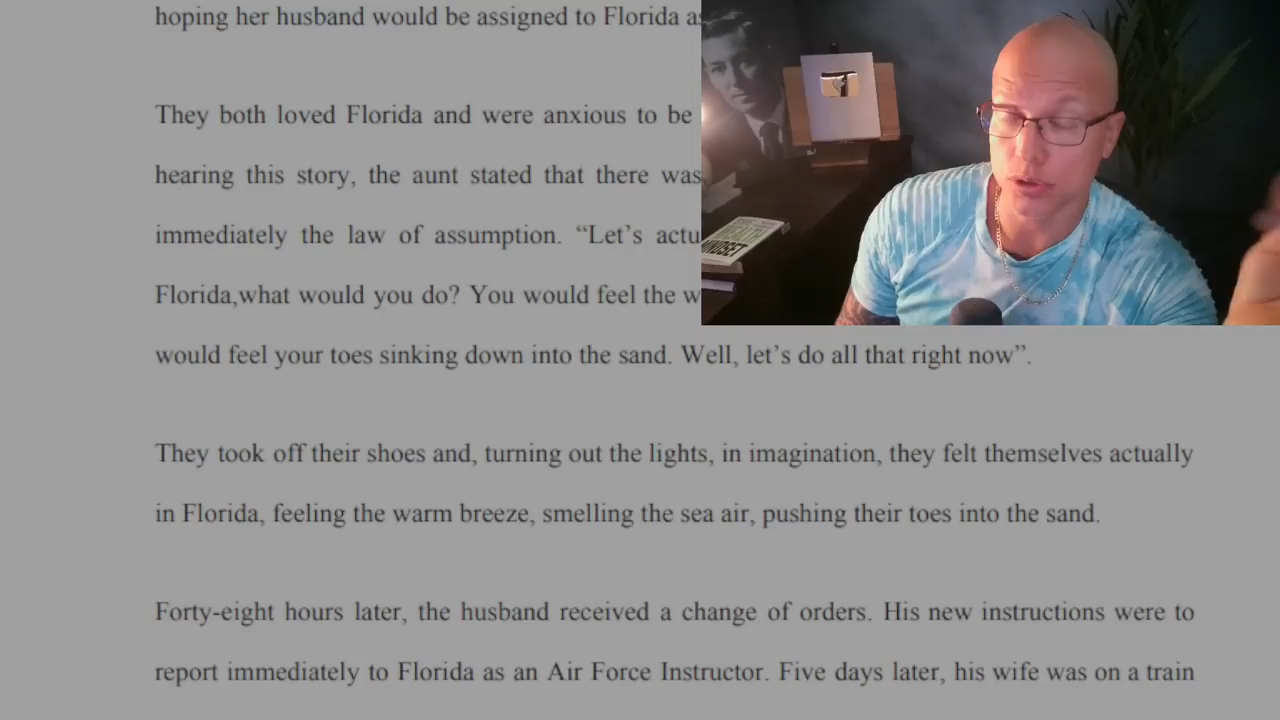 hoping her husband would be assigned to Florida
They both loved Florida and were anxious to be
hearing this story, the aunt stated that there was
immediately the law of assumption. “Let’s
Florida,what would you do? You would feel the
would feel your toes sinking down into the sand. Well, let’s do all that right now”.
They took off their shoes and, turning out the lights, in imagination, they felt themselves actually
in Florida, feeling the warm breeze, smelling the sea air, pushing their toes into the sand.
Forty-eight hours later, the husband received a change of orders. His new instructions were to
report immediately to Florida as an Air Force Instructor. Five days later, his wife was on a train
MINDSET